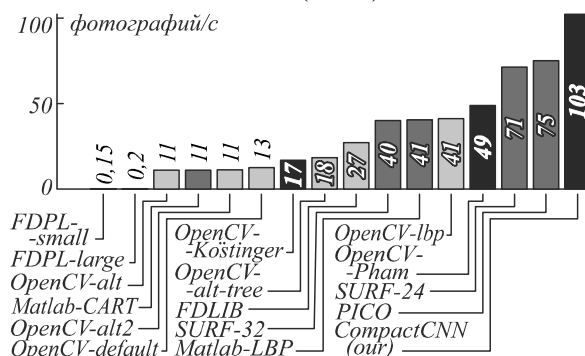 100
фотографий/с
50
0
0,15
0,2
11
11
11
13
17
18
27
40
41
41
49
71
75
103
FDPL-
-small
FDPL-large
OpenCV-alt
Matlab-CART
OpenCV-alt2
OpenCV-default
OpenCV-
-Köstinger
OpenCV-
-alt-tree
FDLIB
SURF-32
Matlab-LBP
OpenCV-lbp
OpenCV-
-Pham
SURF-24
PICO
CompactCNN
(our)